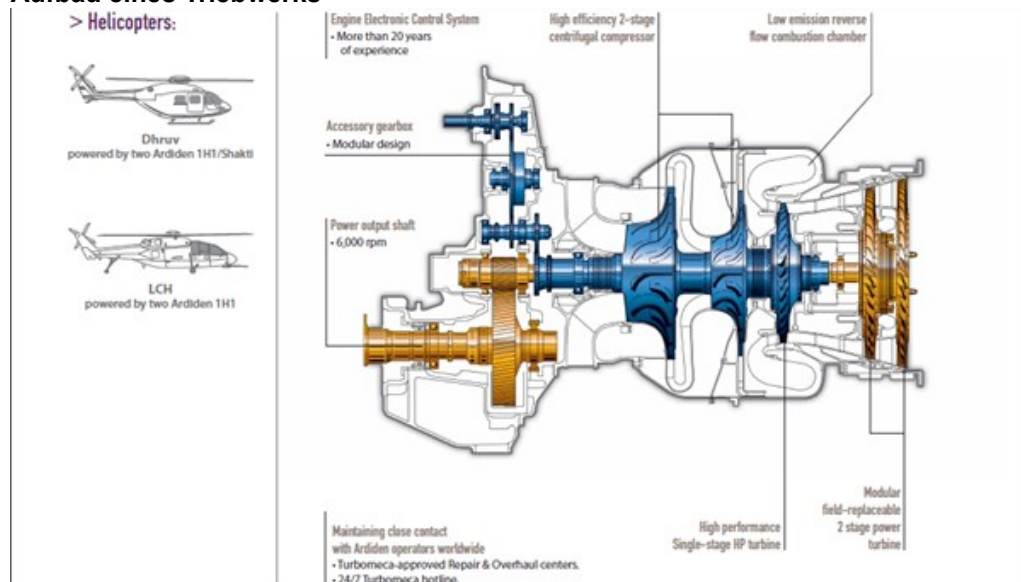 Aufbau eines Triebwerks
> Helicopters:
Dhruv
powered by two Ardiden 1H1/Shakti
LCH
powered by two Ardiden 1H1
Engine Electronic Control System
• More than 20 years
of experience
High efficiency 2-stage
centrifugal compressor
Low emission reverse
flow combustion chamber
Accessory gearbox
• Modular design
Power output shaft
• 6,000 rpm
Modular
field-replaceable
2 stage power
turbine
High performance
Single-stage HP turbine
Maintaining close contact
with Ardiden operators worldwide
• Turbomeca-approved Repair & Overhaul centers.
• 24/7 Turbomeca hotline.